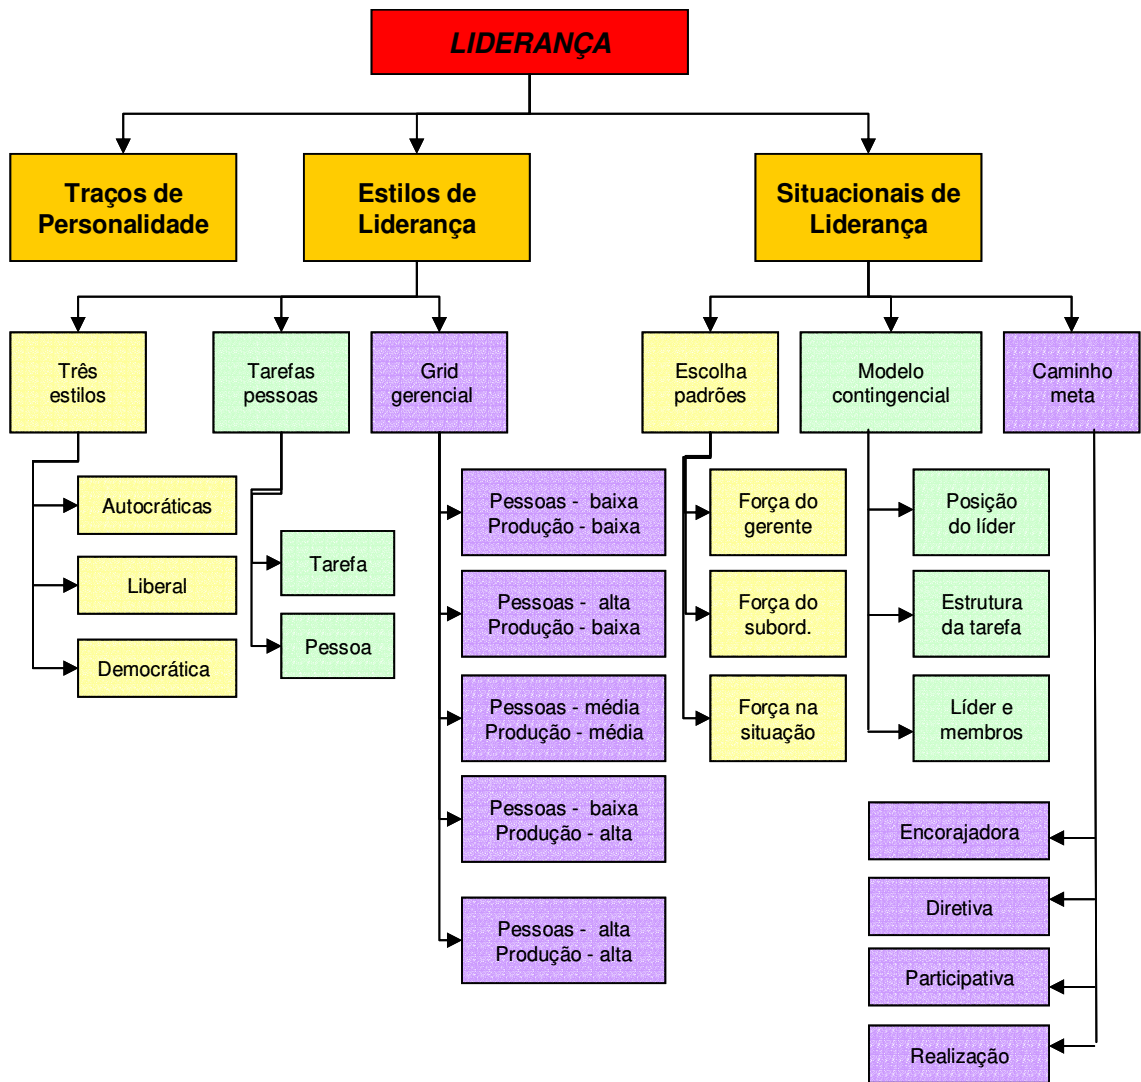 LIDERANÇA
Traços de
Personalidade
Estilos de
Liderança
Situacionais de
Liderança
Três
estilos
Tarefas
pessoas
Grid
gerencial
Escolha
padrões
Modelo
contingencial
Caminho
meta
Autocráticas
Liberal
Democrática
Tarefa
Pessoa
Pessoas - baixa
Produção - baixa
Pessoas - alta
Produção - baixa
Pessoas - média
Produção - média
Pessoas - baixa
Produção - alta
Pessoas - alta
Produção - alta
Força do
gerente
Força do
subord.
Força na
situação
Posição
do líder
Estrutura
da tarefa
Líder e
membros
Encorajadora
Diretiva
Participativa
Realização